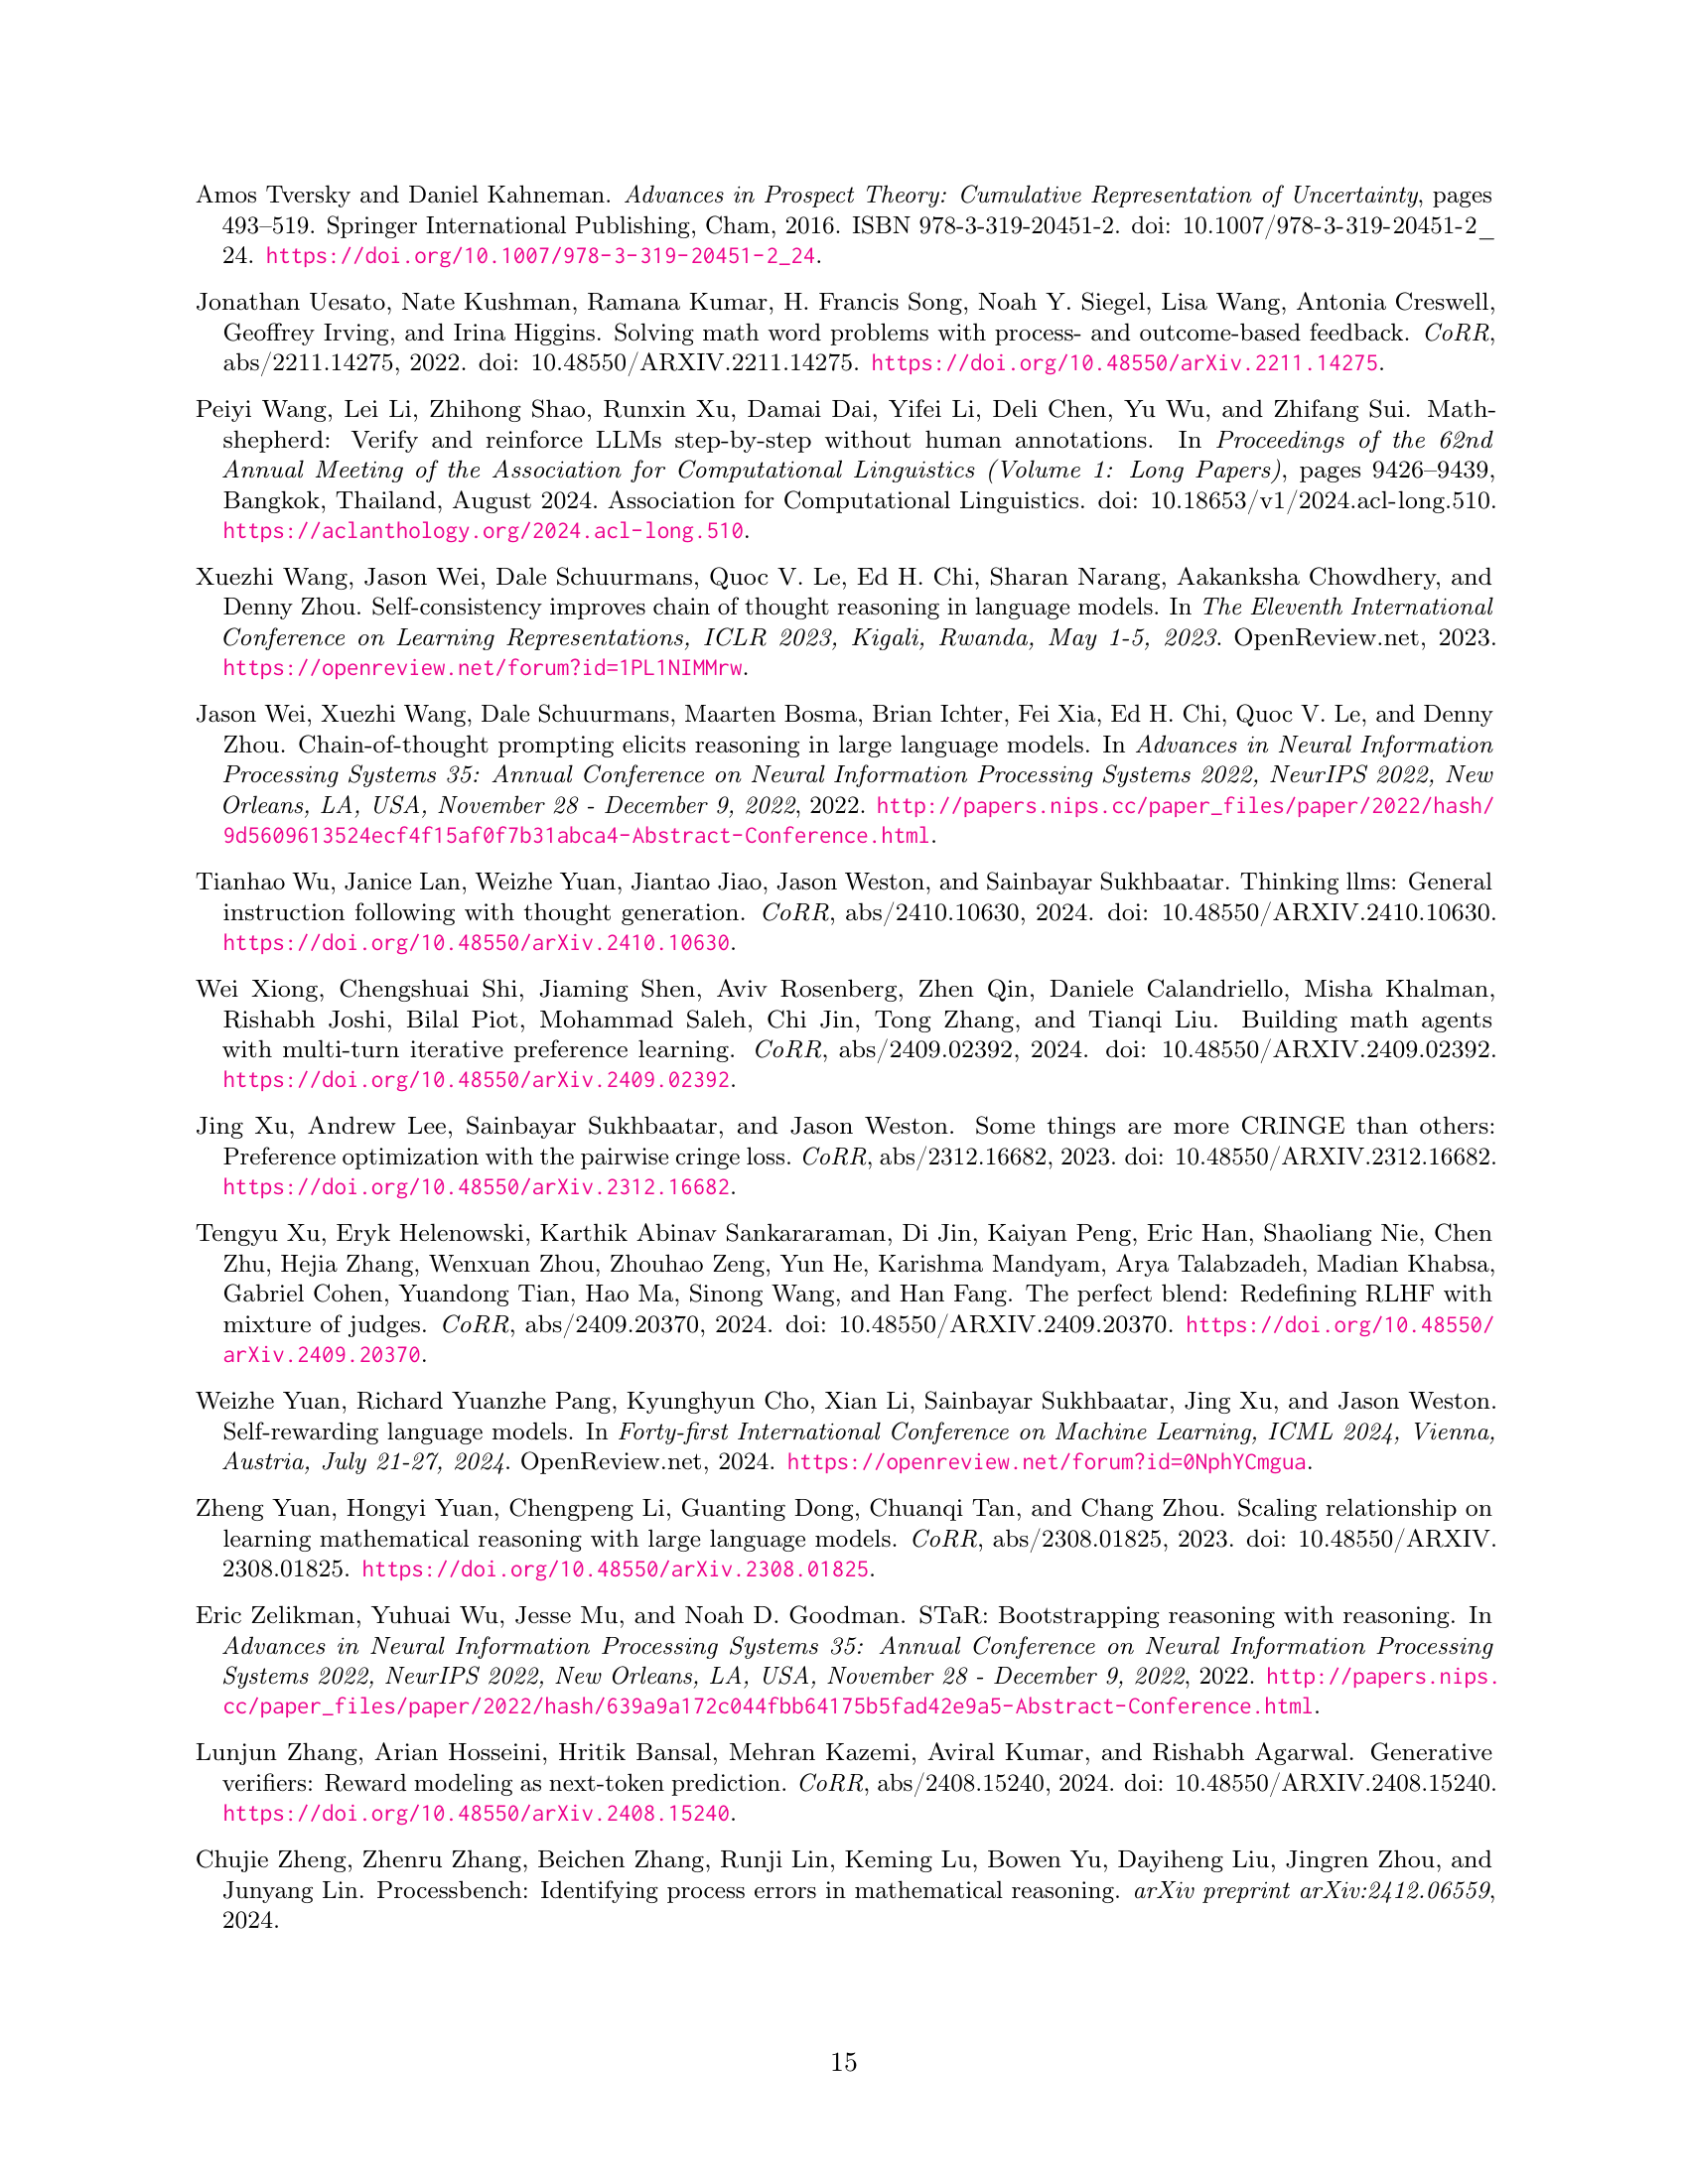 Amos Tversky and Daniel Kahneman. Advances in Prospect Theory: Cumulative Representation of Uncertainty, pages
493–519. Springer International Publishing, Cham, 2016. ISBN 978-3-319-20451-2. doi: 10.1007/978-3-319-20451-2_
24. https://doi.org/10.1007/978-3-319-20451-2_24.
Jonathan Uesato, Nate Kushman, Ramana Kumar, H. Francis Song, Noah Y. Siegel, Lisa Wang, Antonia Creswell,
Geoffrey Irving, and Irina Higgins. Solving math word problems with process- and outcome-based feedback. CoRR,
abs/2211.14275, 2022. doi: 10.48550/ARXIV.2211.14275. https://doi.org/10.48550/arXiv.2211.14275.
Peiyi Wang, Lei Li, Zhihong Shao, Runxin Xu, Damai Dai, Yifei Li, Deli Chen, Yu Wu, and Zhifang Sui. Math-
shepherd: Verify and reinforce LLMs step-by-step without human annotations. In Proceedings of the 62nd
Annual Meeting of the Association for Computational Linguistics (Volume 1: Long Papers), pages 9426–9439,
Bangkok, Thailand, August 2024. Association for Computational Linguistics. doi: 10.18653/v1/2024.acl-long.510.
https://aclanthology.org/2024.acl-long.510.
Xuezhi Wang, Jason Wei, Dale Schuurmans, Quoc V. Le, Ed H. Chi, Sharan Narang, Aakanksha Chowdhery, and
Denny Zhou. Self-consistency improves chain of thought reasoning in language models. In The Eleventh International
Conference on Learning Representations, ICLR 2023, Kigali, Rwanda, May 1-5, 2023. OpenReview.net, 2023.
https://openreview.net/forum?id=1PL1NIMMrw.
Jason Wei, Xuezhi Wang, Dale Schuurmans, Maarten Bosma, Brian Ichter, Fei Xia, Ed H. Chi, Quoc V. Le, and Denny
Zhou. Chain-of-thought prompting elicits reasoning in large language models. In Advances in Neural Information
Processing Systems 35: Annual Conference on Neural Information Processing Systems 2022, NeurIPS 2022, New
Orleans, LA, USA, November 28 - December 9, 2022, 2022. http://papers.nips.cc/paper_files/paper/2022/hash/
9d5609613524ecf4f15af0f7b31abca4-Abstract-Conference.html.
Tianhao Wu, Janice Lan, Weizhe Yuan, Jiantao Jiao, Jason Weston, and Sainbayar Sukhbaatar. Thinking llms: General
instruction following with thought generation. CoRR, abs/2410.10630, 2024. doi: 10.48550/ARXIV.2410.10630.
https://doi.org/10.48550/arXiv.2410.10630.
Wei Xiong, Chengshuai Shi, Jiaming Shen, Aviv Rosenberg, Zhen Qin, Daniele Calandriello, Misha Khalman,
Rishabh Joshi, Bilal Piot, Mohammad Saleh, Chi Jin, Tong Zhang, and Tianqi Liu. Building math agents
with multi-turn iterative preference learning. CoRR, abs/2409.02392, 2024. doi: 10.48550/ARXIV.2409.02392.
https://doi.org/10.48550/arXiv.2409.02392.
Jing Xu, Andrew Lee, Sainbayar Sukhbaatar, and Jason Weston. Some things are more CRINGE than others:
Preference optimization with the pairwise cringe loss. CoRR, abs/2312.16682, 2023. doi: 10.48550/ARXIV.2312.16682.
https://doi.org/10.48550/arXiv.2312.16682.
Tengyu Xu, Eryk Helenowski, Karthik Abinav Sankararaman, Di Jin, Kaiyan Peng, Eric Han, Shaoliang Nie, Chen
Zhu, Hejia Zhang, Wenxuan Zhou, Zhouhao Zeng, Yun He, Karishma Mandyam, Arya Talabzadeh, Madian Khabsa,
Gabriel Cohen, Yuandong Tian, Hao Ma, Sinong Wang, and Han Fang. The perfect blend: Redefining RLHF with
mixture of judges. CoRR, abs/2409.20370, 2024. doi: 10.48550/ARXIV.2409.20370. https://doi.org/10.48550/
arXiv.2409.20370.
Weizhe Yuan, Richard Yuanzhe Pang, Kyunghyun Cho, Xian Li, Sainbayar Sukhbaatar, Jing Xu, and Jason Weston.
Self-rewarding language models. In Forty-first International Conference on Machine Learning, ICML 2024, Vienna,
Austria, July 21-27, 2024. OpenReview.net, 2024. https://openreview.net/forum?id=0NphYCmgua.
Zheng Yuan, Hongyi Yuan, Chengpeng Li, Guanting Dong, Chuanqi Tan, and Chang Zhou. Scaling relationship on
learning mathematical reasoning with large language models. CoRR, abs/2308.01825, 2023. doi: 10.48550/ARXIV.
2308.01825. https://doi.org/10.48550/arXiv.2308.01825.
Eric Zelikman, Yuhuai Wu, Jesse Mu, and Noah D. Goodman. STaR: Bootstrapping reasoning with reasoning. In
Advances in Neural Information Processing Systems 35: Annual Conference on Neural Information Processing
Systems 2022, NeurIPS 2022, New Orleans, LA, USA, November 28 - December 9, 2022, 2022. http://papers.nips.
cc/paper_files/paper/2022/hash/639a9a172c044fbb64175b5fad42e9a5-Abstract-Conference.html.
Lunjun Zhang, Arian Hosseini, Hritik Bansal, Mehran Kazemi, Aviral Kumar, and Rishabh Agarwal. Generative
verifiers: Reward modeling as next-token prediction. CoRR, abs/2408.15240, 2024. doi: 10.48550/ARXIV.2408.15240.
https://doi.org/10.48550/arXiv.2408.15240.
Chujie Zheng, Zhenru Zhang, Beichen Zhang, Runji Lin, Keming Lu, Bowen Yu, Dayiheng Liu, Jingren Zhou, and
Junyang Lin. Processbench: Identifying process errors in mathematical reasoning. arXiv preprint arXiv:2412.06559,
2024.
15